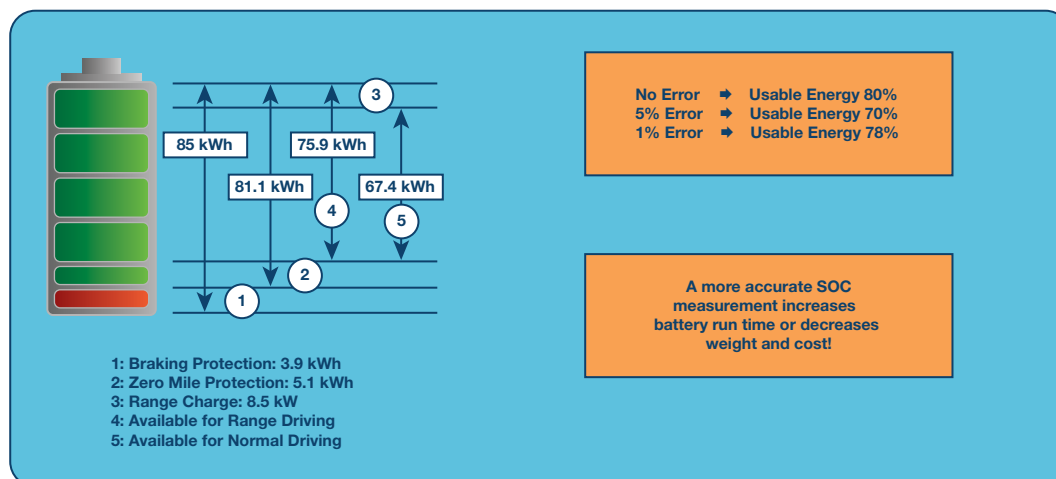 3
85 kWh
75.9 kWh
81.1 kWh
67.4 kWh
4
5
2
1
1: Braking Protection: 3.9 kWh
2: Zero Mile Protection: 5.1 kWh
3: Range Charge: 8.5 kW
4: Available for Range Driving
5: Available for Normal Driving
No Error ➡ Usable Energy 80%
5% Error ➡ Usable Energy 70%
1% Error ➡ Usable Energy 78%
A more accurate SOC
measurement increases
battery run time or decreases
weight and cost!